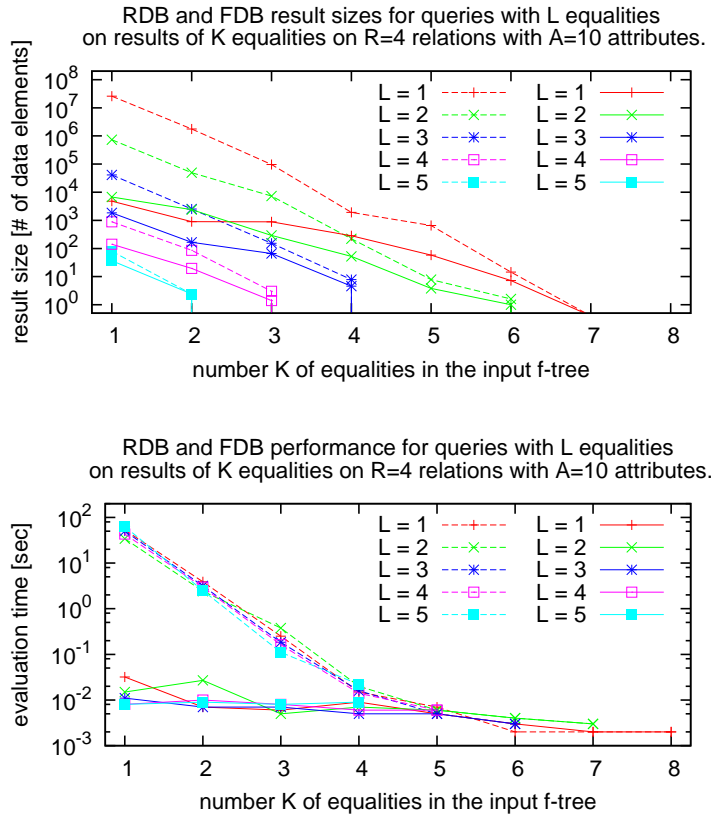 RDB and FDB result sizes for queries with L equalities
on results of K equalities on R=4 relations with A=10 attributes.
result size [# of data elements]
10^8
10^7
10^6
10^5
10^4
10^3
10^2
10^1
10^0
L = 1 L = 1
L = 2 L = 2
L = 3 L = 3
L = 4 L = 4
L = 5 L = 5
1 2 3 4 5 6 7 8
number K of equalities in the input f-tree
RDB and FDB performance for queries with L equalities
on results of K equalities on R=4 relations with A=10 attributes.
evaluation time [sec]
10^2
10^1
10^0
10^-1
10^-2
10^-3
L = 1 L = 1
L = 2 L = 2
L = 3 L = 3
L = 4 L = 4
L = 5 L = 5
1 2 3 4 5 6 7 8
number K of equalities in the input f-tree